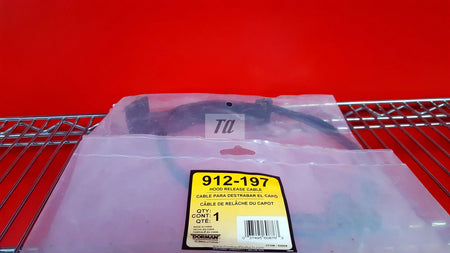 TA
912-197
HOOD RELEASE CABLE
CABLE PARA DESTRABAR EL CAPO
CÂBLE DE RELÂCHE DU CAPOT
QTY:
CONT: 1
QTÉ:
DORMAN